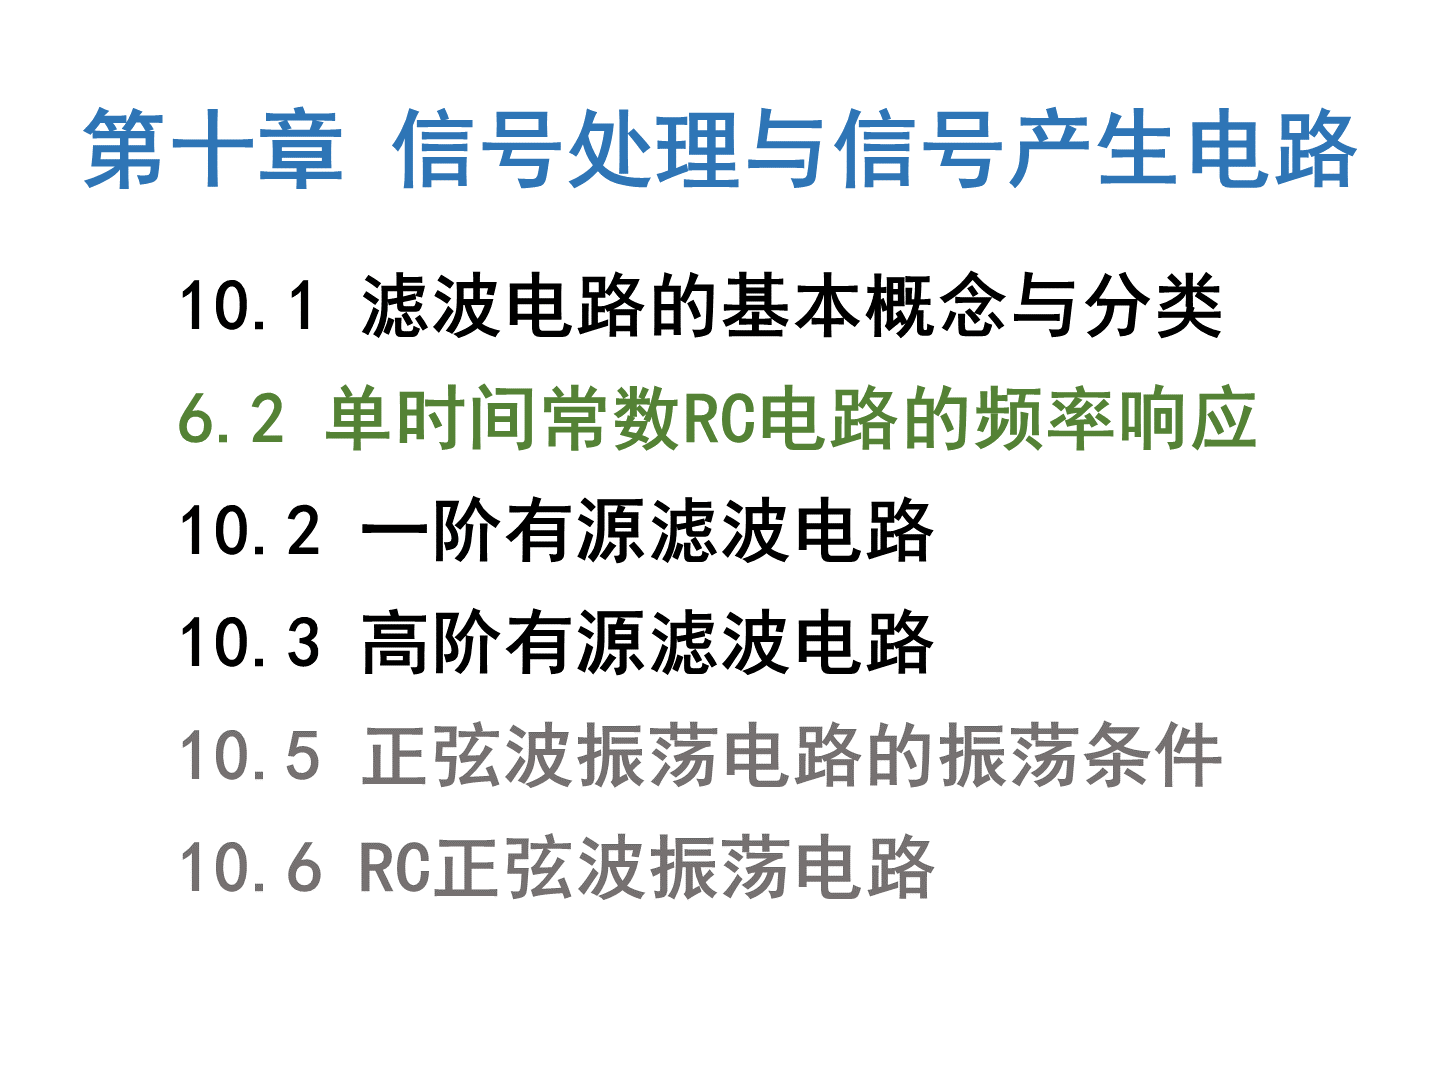 第十章 信号处理与信号产生电路
10.1 滤波电路的基本概念与分类
6.2 单时间常数RC电路的频率响应
10.2 一阶有源滤波电路
10.3 高阶有源滤波电路
10.5 正弦波振荡电路的振荡条件
10.6 RC正弦波振荡电路